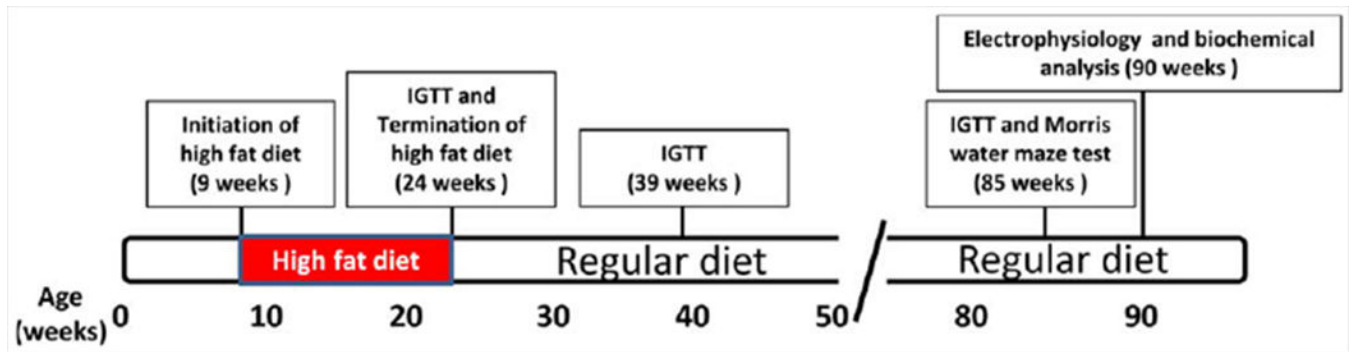 Electrophysiology and biochemical
analysis (90 weeks )
Initiation of
high fat diet
(9 weeks )
IGTT and
Termination of
high fat diet
(24 weeks )
IGTT
(39 weeks )
IGTT and Morris
water maze test
(85 weeks )
High fat diet
Regular diet
Regular diet
Age
(weeks)
0 10 20 30 40 50 80 90